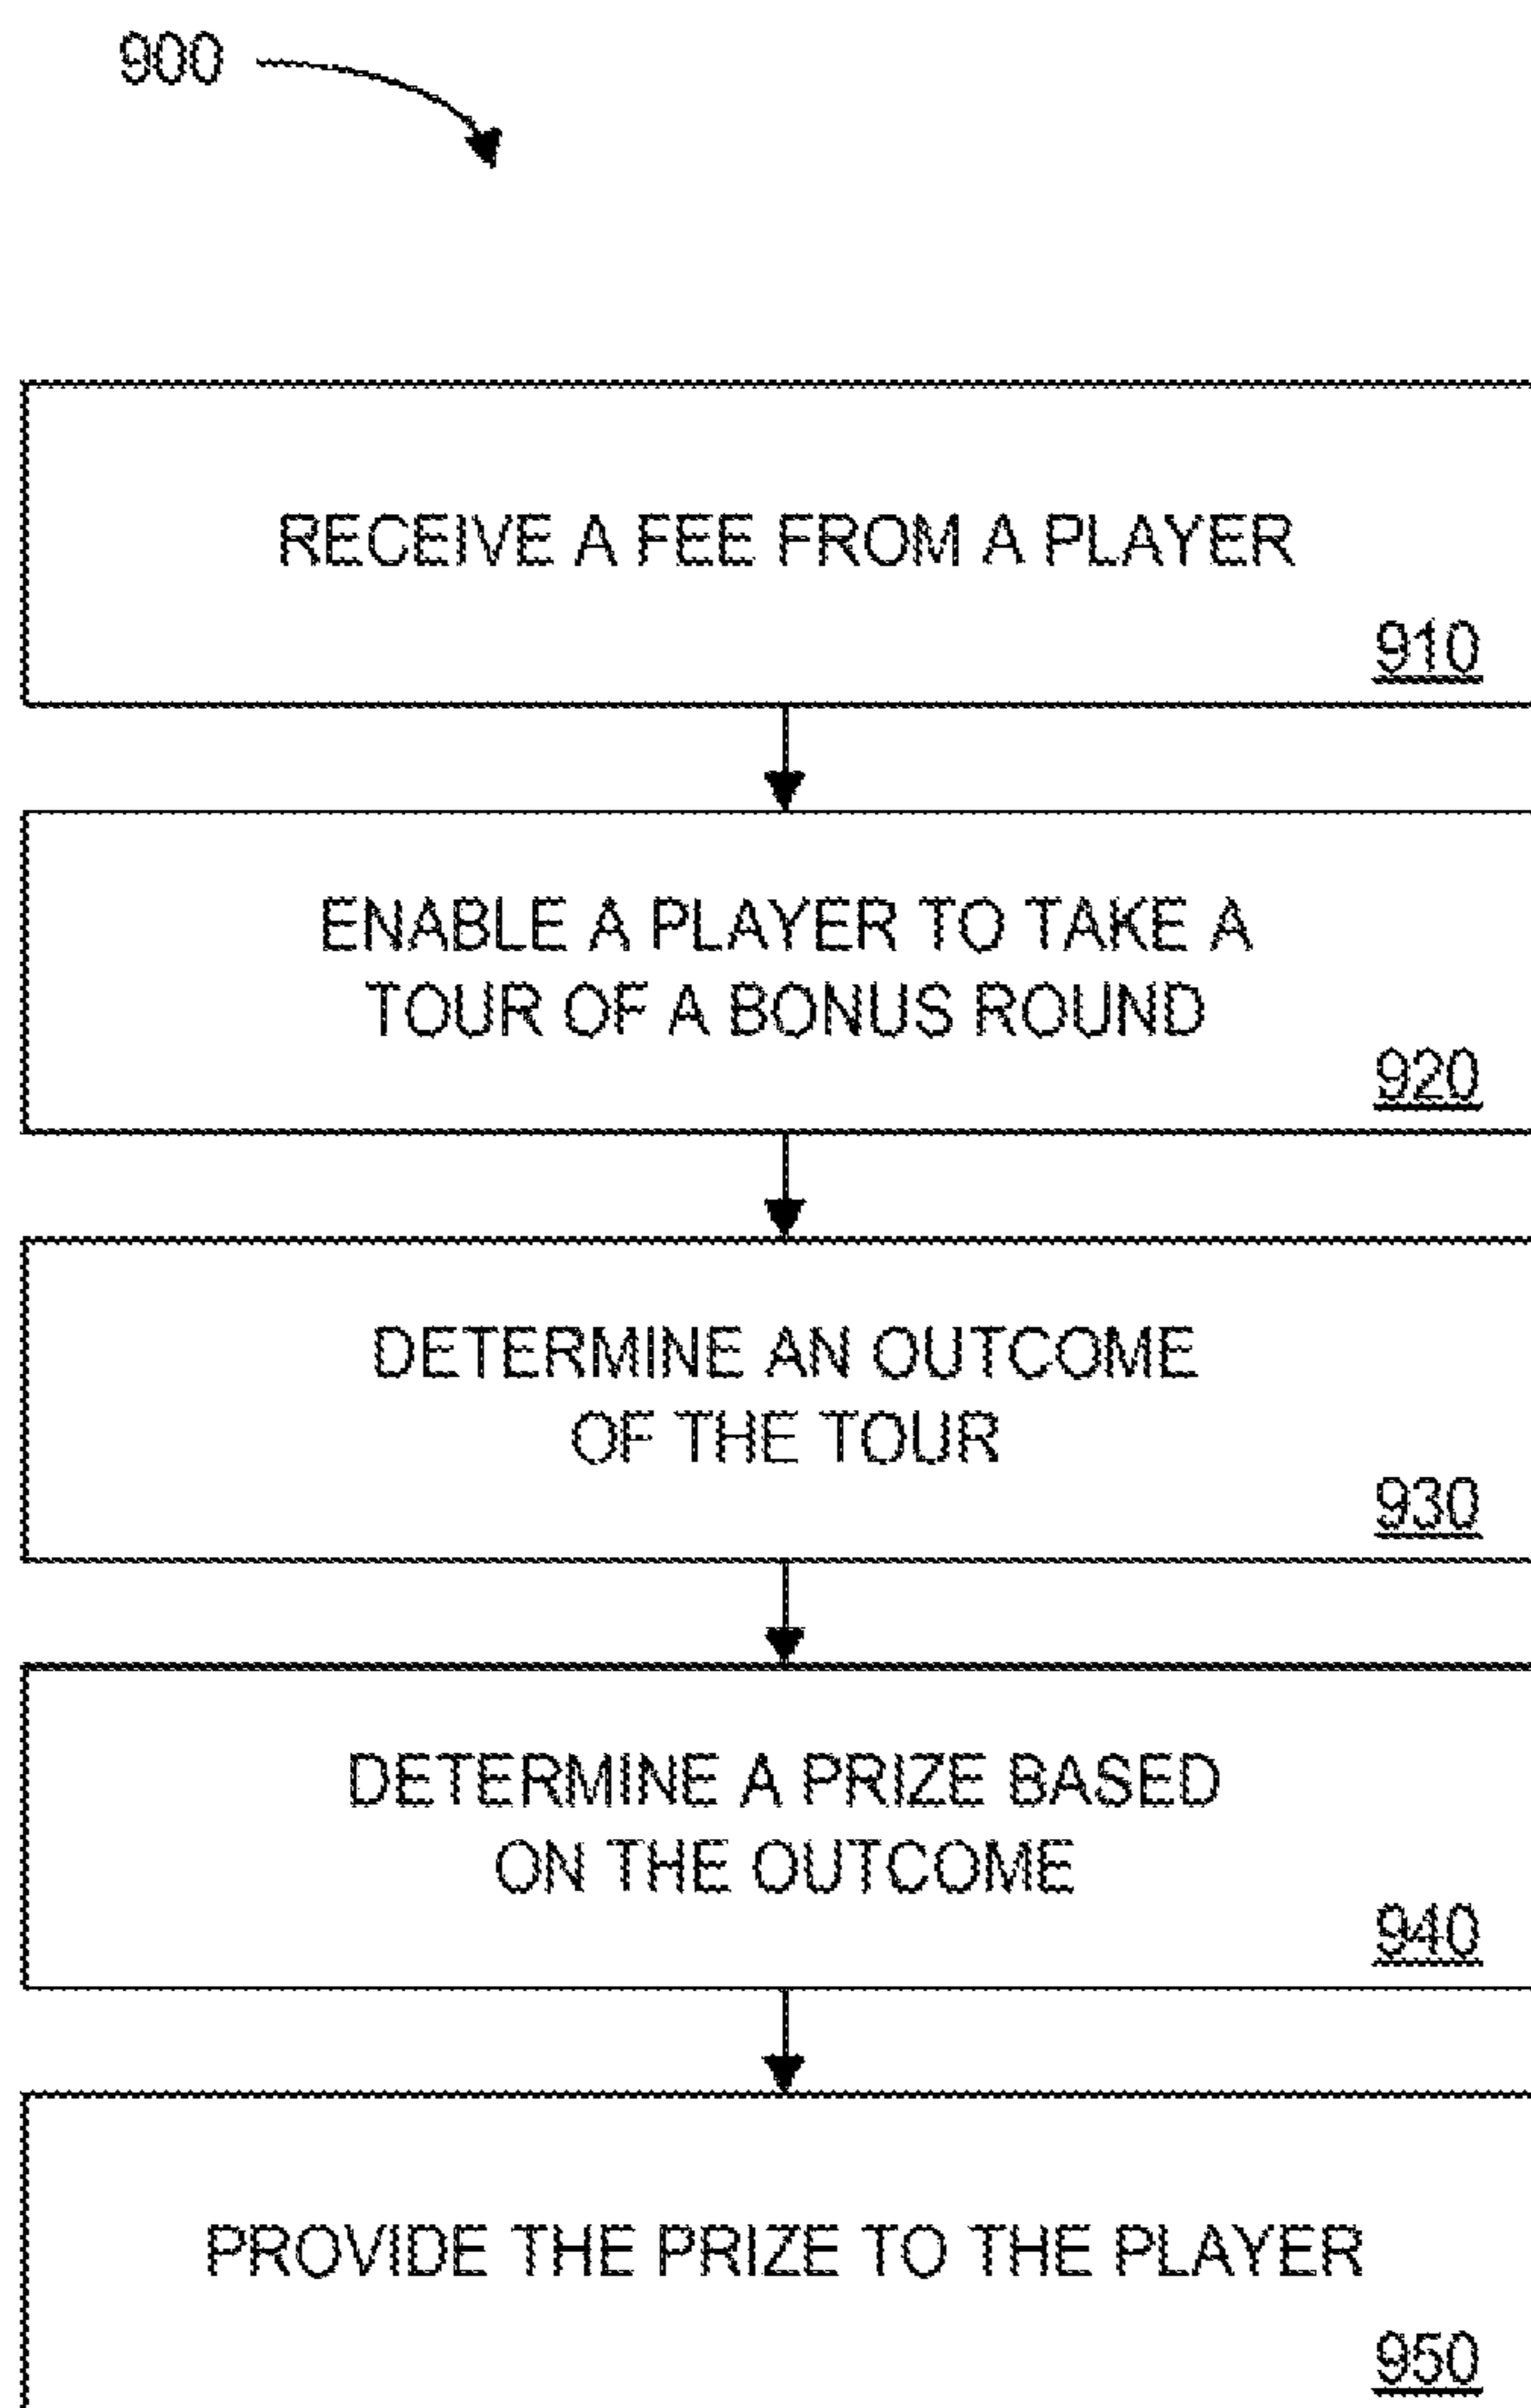 900
RECEIVE A FEE FROM A PLAYER
910
ENABLE A PLAYER TO TAKE A
TOUR OF A BONUS ROUND
920
DETERMINE AN OUTCOME
OF THE TOUR
930
DETERMINE A PRIZE BASED
ON THE OUTCOME
940
PROVIDE THE PRIZE TO THE PLAYER
950